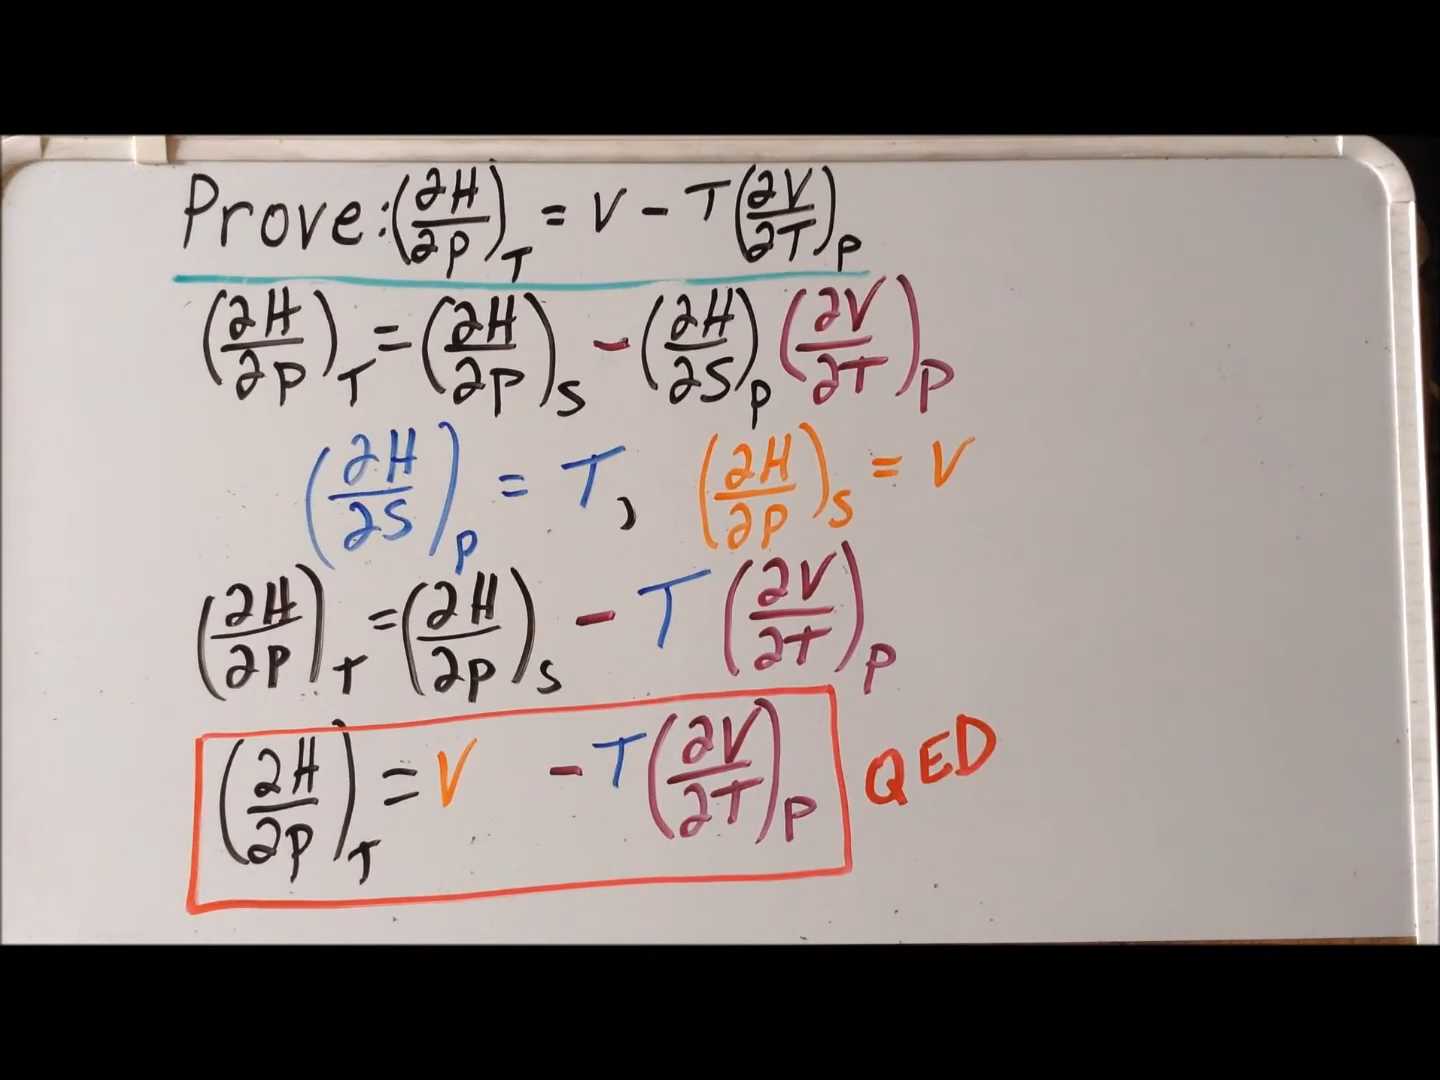 Prove: (∂H/∂P)_T = V - T(∂V/∂T)_P
(∂H/∂P)_T = (∂H/∂P)_S - (∂H/∂S)_P (∂V/∂T)_P
(∂H/∂S)_P = T, (∂H/∂P)_S = V
(∂H/∂P)_T = (∂H/∂P)_S - T (∂V/∂T)_P
(∂H/∂P)_T = V - T(∂V/∂T)_P QED